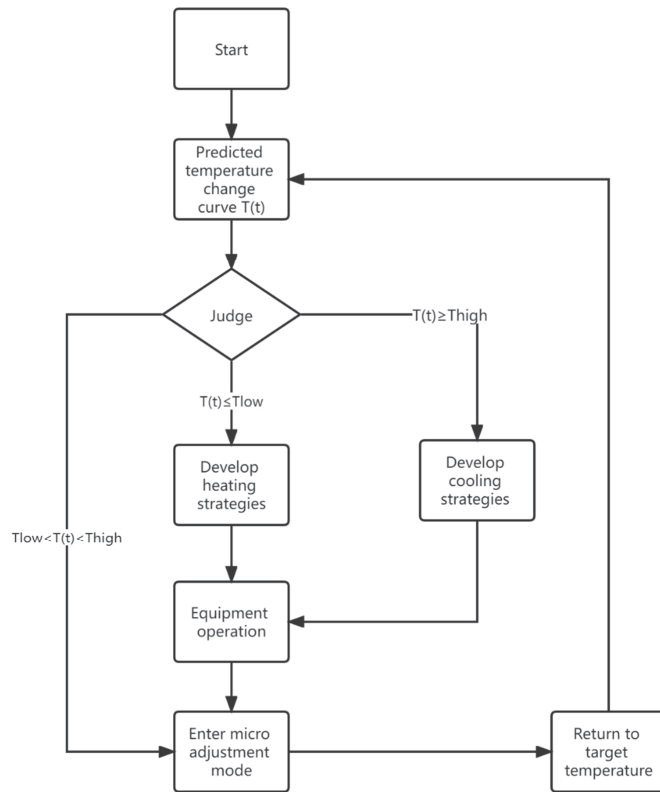 Start
Predicted
temperature
change
curve T(t)
Judge
T(t)≥Thigh
T(t)≤Tlow
Develop
heating
strategies
Develop
cooling
strategies
Tlow<T(t)<Thigh
Equipment
operation
Enter micro
adjustment
mode
Return to
target
temperature